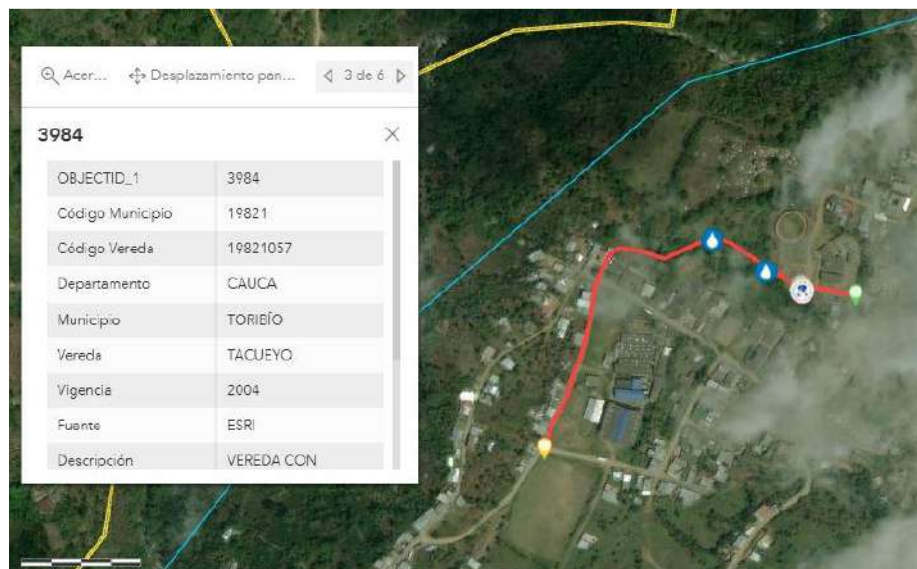 Acer... Desplazamiento pan... 3 de 6
3984
OBJECTID_1 3984
Código Municipio 19821
Código Vereda 19821057
Departamento CAUCA
Municipio TORIBÍO
Vereda TACUEYO
Vigencia 2004
Fuente ESRI
Descripción VEREDA CON